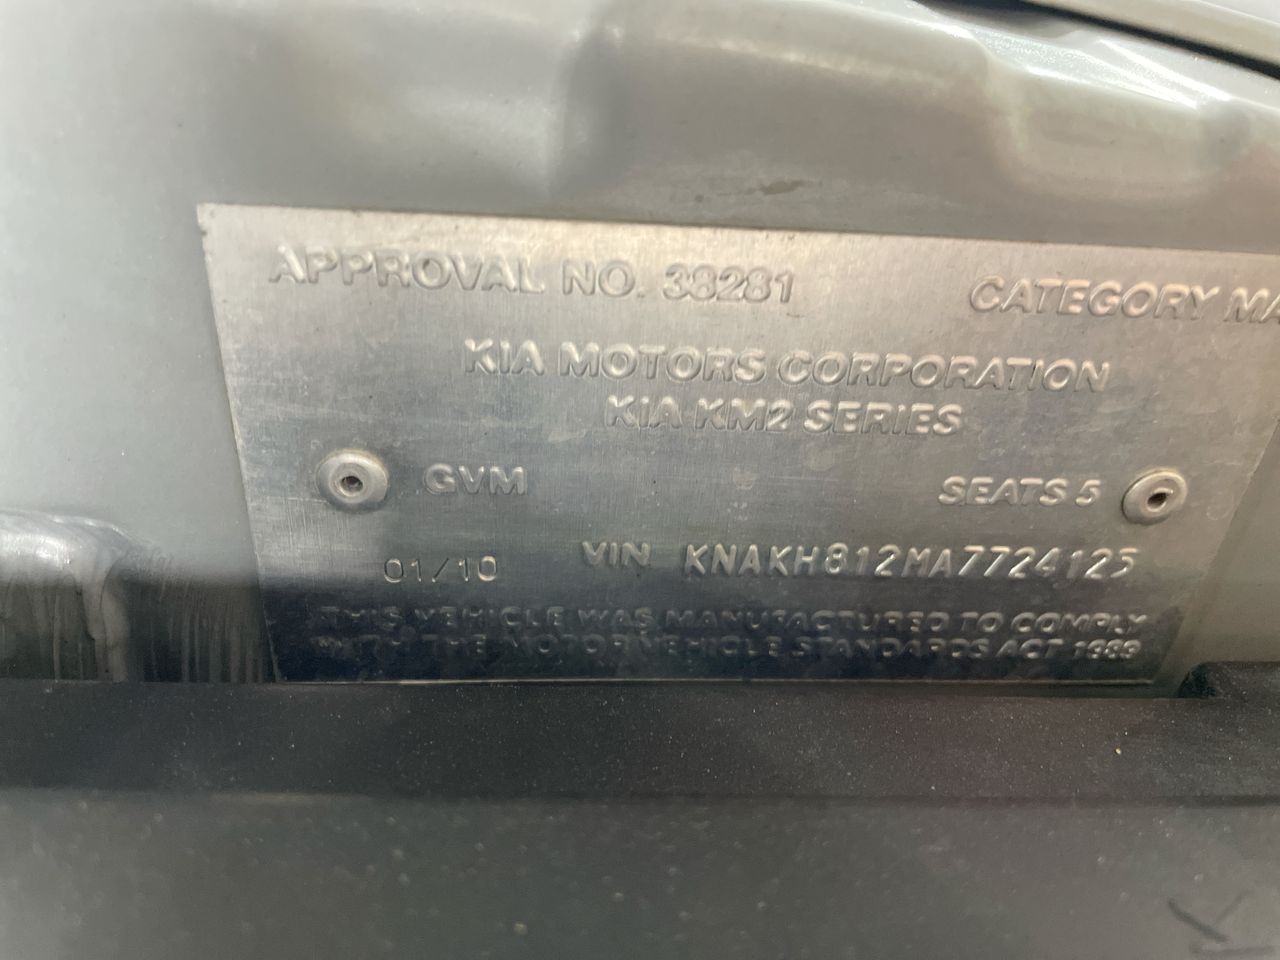 APPROVAL NO. 38281 CATEGORY MA
KIA MOTORS CORPORATION
KIA KM2 SERIES
GVM SEATS 5
01/10 VIN KNAKH812MA7724125
THIS VEHICLE WAS MANUFACTURED TO COMPLY
WITH THE MOTOR VEHICLE STANDARDS ACT 1989